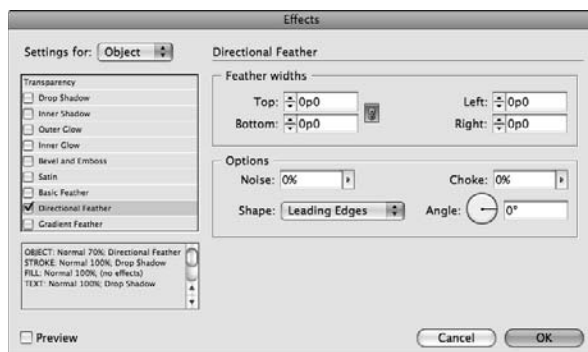 Effects
Settings for: Object
Transparency
Drop Shadow
Inner Shadow
Outer Glow
Inner Glow
Bevel and Emboss
Satin
Basic Feather
Directional Feather
Gradient Feather
OBJECT: Normal 70%; Directional Feather
STROKE: Normal 100%; Drop Shadow
FILL: Normal 100%; (no effects)
TEXT: Normal 100%; Drop Shadow
Preview
Directional Feather
Feather widths
Top: 0p0 Left: 0p0
Bottom: 0p0 Right: 0p0
Options
Noise: 0% Choke: 0%
Shape: Leading Edges Angle: 0°
Cancel OK